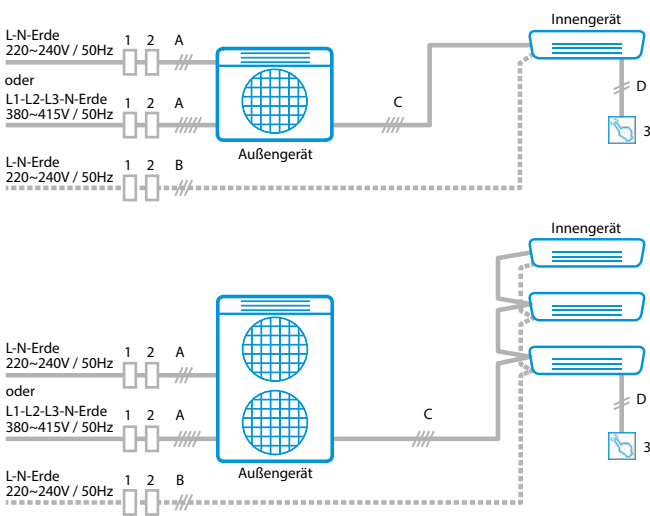 Innengerät
L-N-Erde
220~240V / 50Hz
1 2 A
oder
L1-L2-L3-N-Erde
380~415V / 50Hz
1 2 A
C
D
3
Außengerät
L-N-Erde
220~240V / 50Hz
1 2 B
Innengerät
L-N-Erde
220~240V / 50Hz
1 2 A
oder
L1-L2-L3-N-Erde
380~415V / 50Hz
1 2 A
C
D
3
Außengerät
L-N-Erde
220~240V / 50Hz
1 2 B